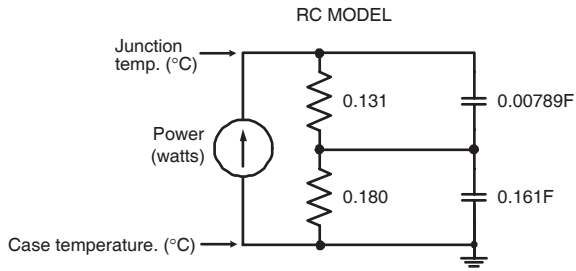 RC MODEL
Junction
temp. (°C)
0.131
0.00789F
Power
(watts)
0.180
0.161F
Case temperature. (°C)